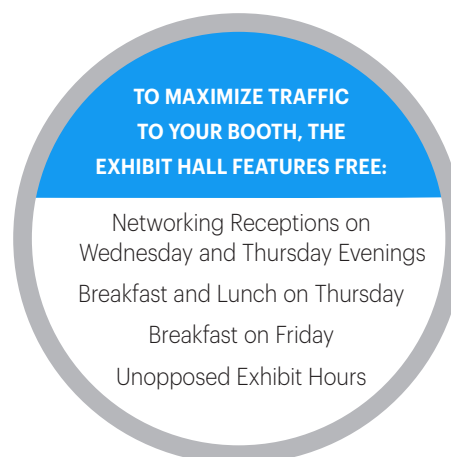 TO MAXIMIZE TRAFFIC
TO YOUR BOOTH, THE
EXHIBIT HALL FEATURES FREE:
Networking Receptions on
Wednesday and Thursday Evenings
Breakfast and Lunch on Thursday
Breakfast on Friday
Unopposed Exhibit Hours